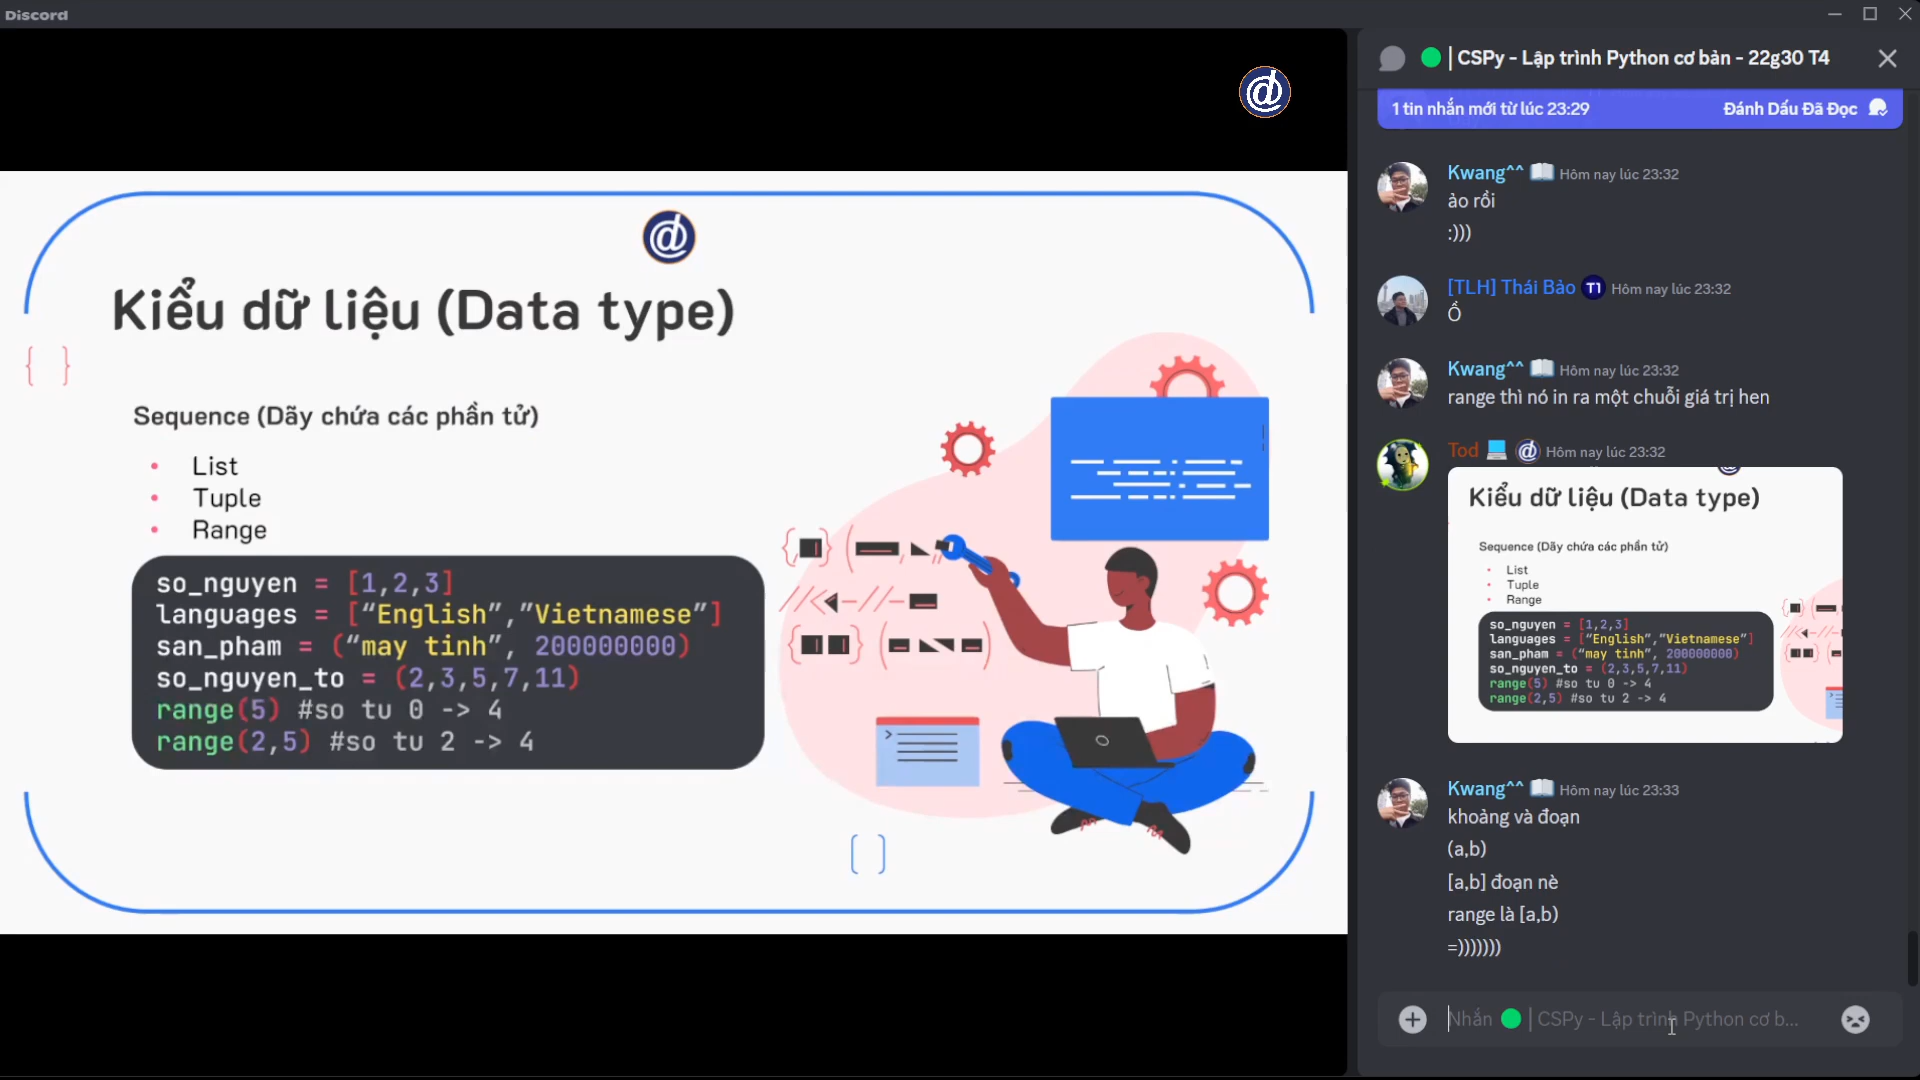 Discord
Kiểu dữ liệu (Data type)
{ }
Sequence (Dãy chứa các phần tử)
• List
• Tuple
• Range
so_nguyen = [1,2,3]
languages = [“English”,”Vietnamese”]
san_pham = (“may tinh”, 200000000)
so_nguyen_to = (2,3,5,7,11)
range(5) #so tu 0 -> 4
range(2,5) #so tu 2 -> 4
[ ]
| CSPy - Lập trình Python cơ bản - 22g30 T4
1 tin nhắn mới từ lúc 23:29 Đánh Dấu Đã Đọc
Kwang^^ Hôm nay lúc 23:32
ảo rồi
:)))
[TLH] Thái Bảo T1 Hôm nay lúc 23:32
Ồ
Kwang^^ Hôm nay lúc 23:32
range thì nó in ra một chuỗi giá trị hen
Tod Hôm nay lúc 23:32
Kiểu dữ liệu (Data type)
Sequence (Dãy chứa các phần tử)
• List
• Tuple
• Range
so_nguyen = [1,2,3]
languages = [“English”,”Vietnamese”]
san_pham = (“may tinh”, 200000000)
so_nguyen_to = (2,3,5,7,11)
range(5) #so tu 0 -> 4
range(2,5) #so tu 2 -> 4
Kwang^^ Hôm nay lúc 23:33
khoảng và đoạn
(a,b)
[a,b] đoạn nè
range là [a,b)
=)))))))
Nhắn | CSPy - Lập trình Python cơ b...